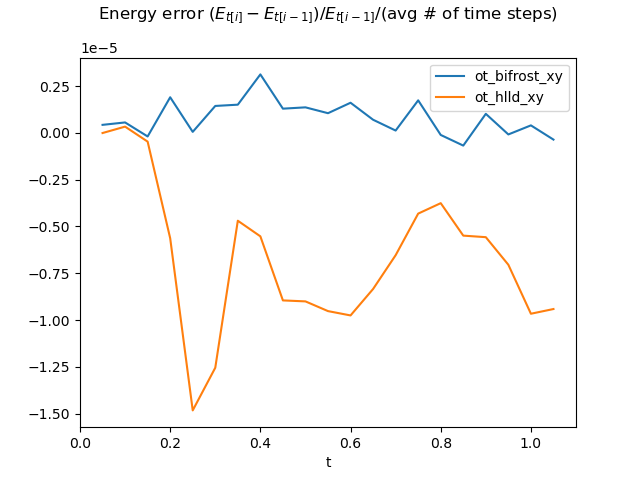 Energy error $(E_{t[i]} - E_{t[i-1]})/E_{t[i-1]}$/(avg # of time steps)
1e−5
ot_bifrost_xy
ot_hlld_xy
0.25
0.00
−0.25
−0.50
−0.75
−1.00
−1.25
−1.50
0.0 0.2 0.4 0.6 0.8 1.0
t